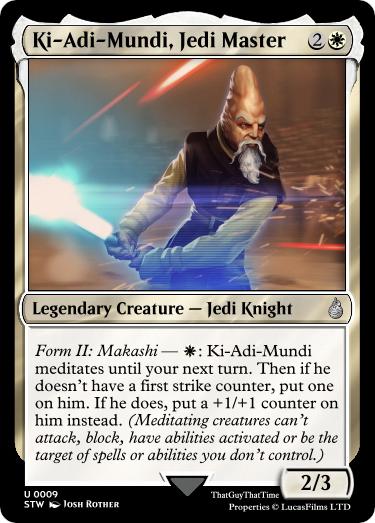 Ki-Adi-Mundi, Jedi Master 2
Legendary Creature — Jedi Knight
Form II: Makashi — : Ki-Adi-Mundi
meditates until your next turn. Then if he
doesn't have a first strike counter, put one
on him. If he does, put a +1/+1 counter on
him instead. (Meditating creatures can't
attack, block, have abilities activated or be the
target of spells or abilities you don't control.)
2/3
U 0009
STW Josh Rother
ThatGuyThatTime
Properties © LucasFilms LTD